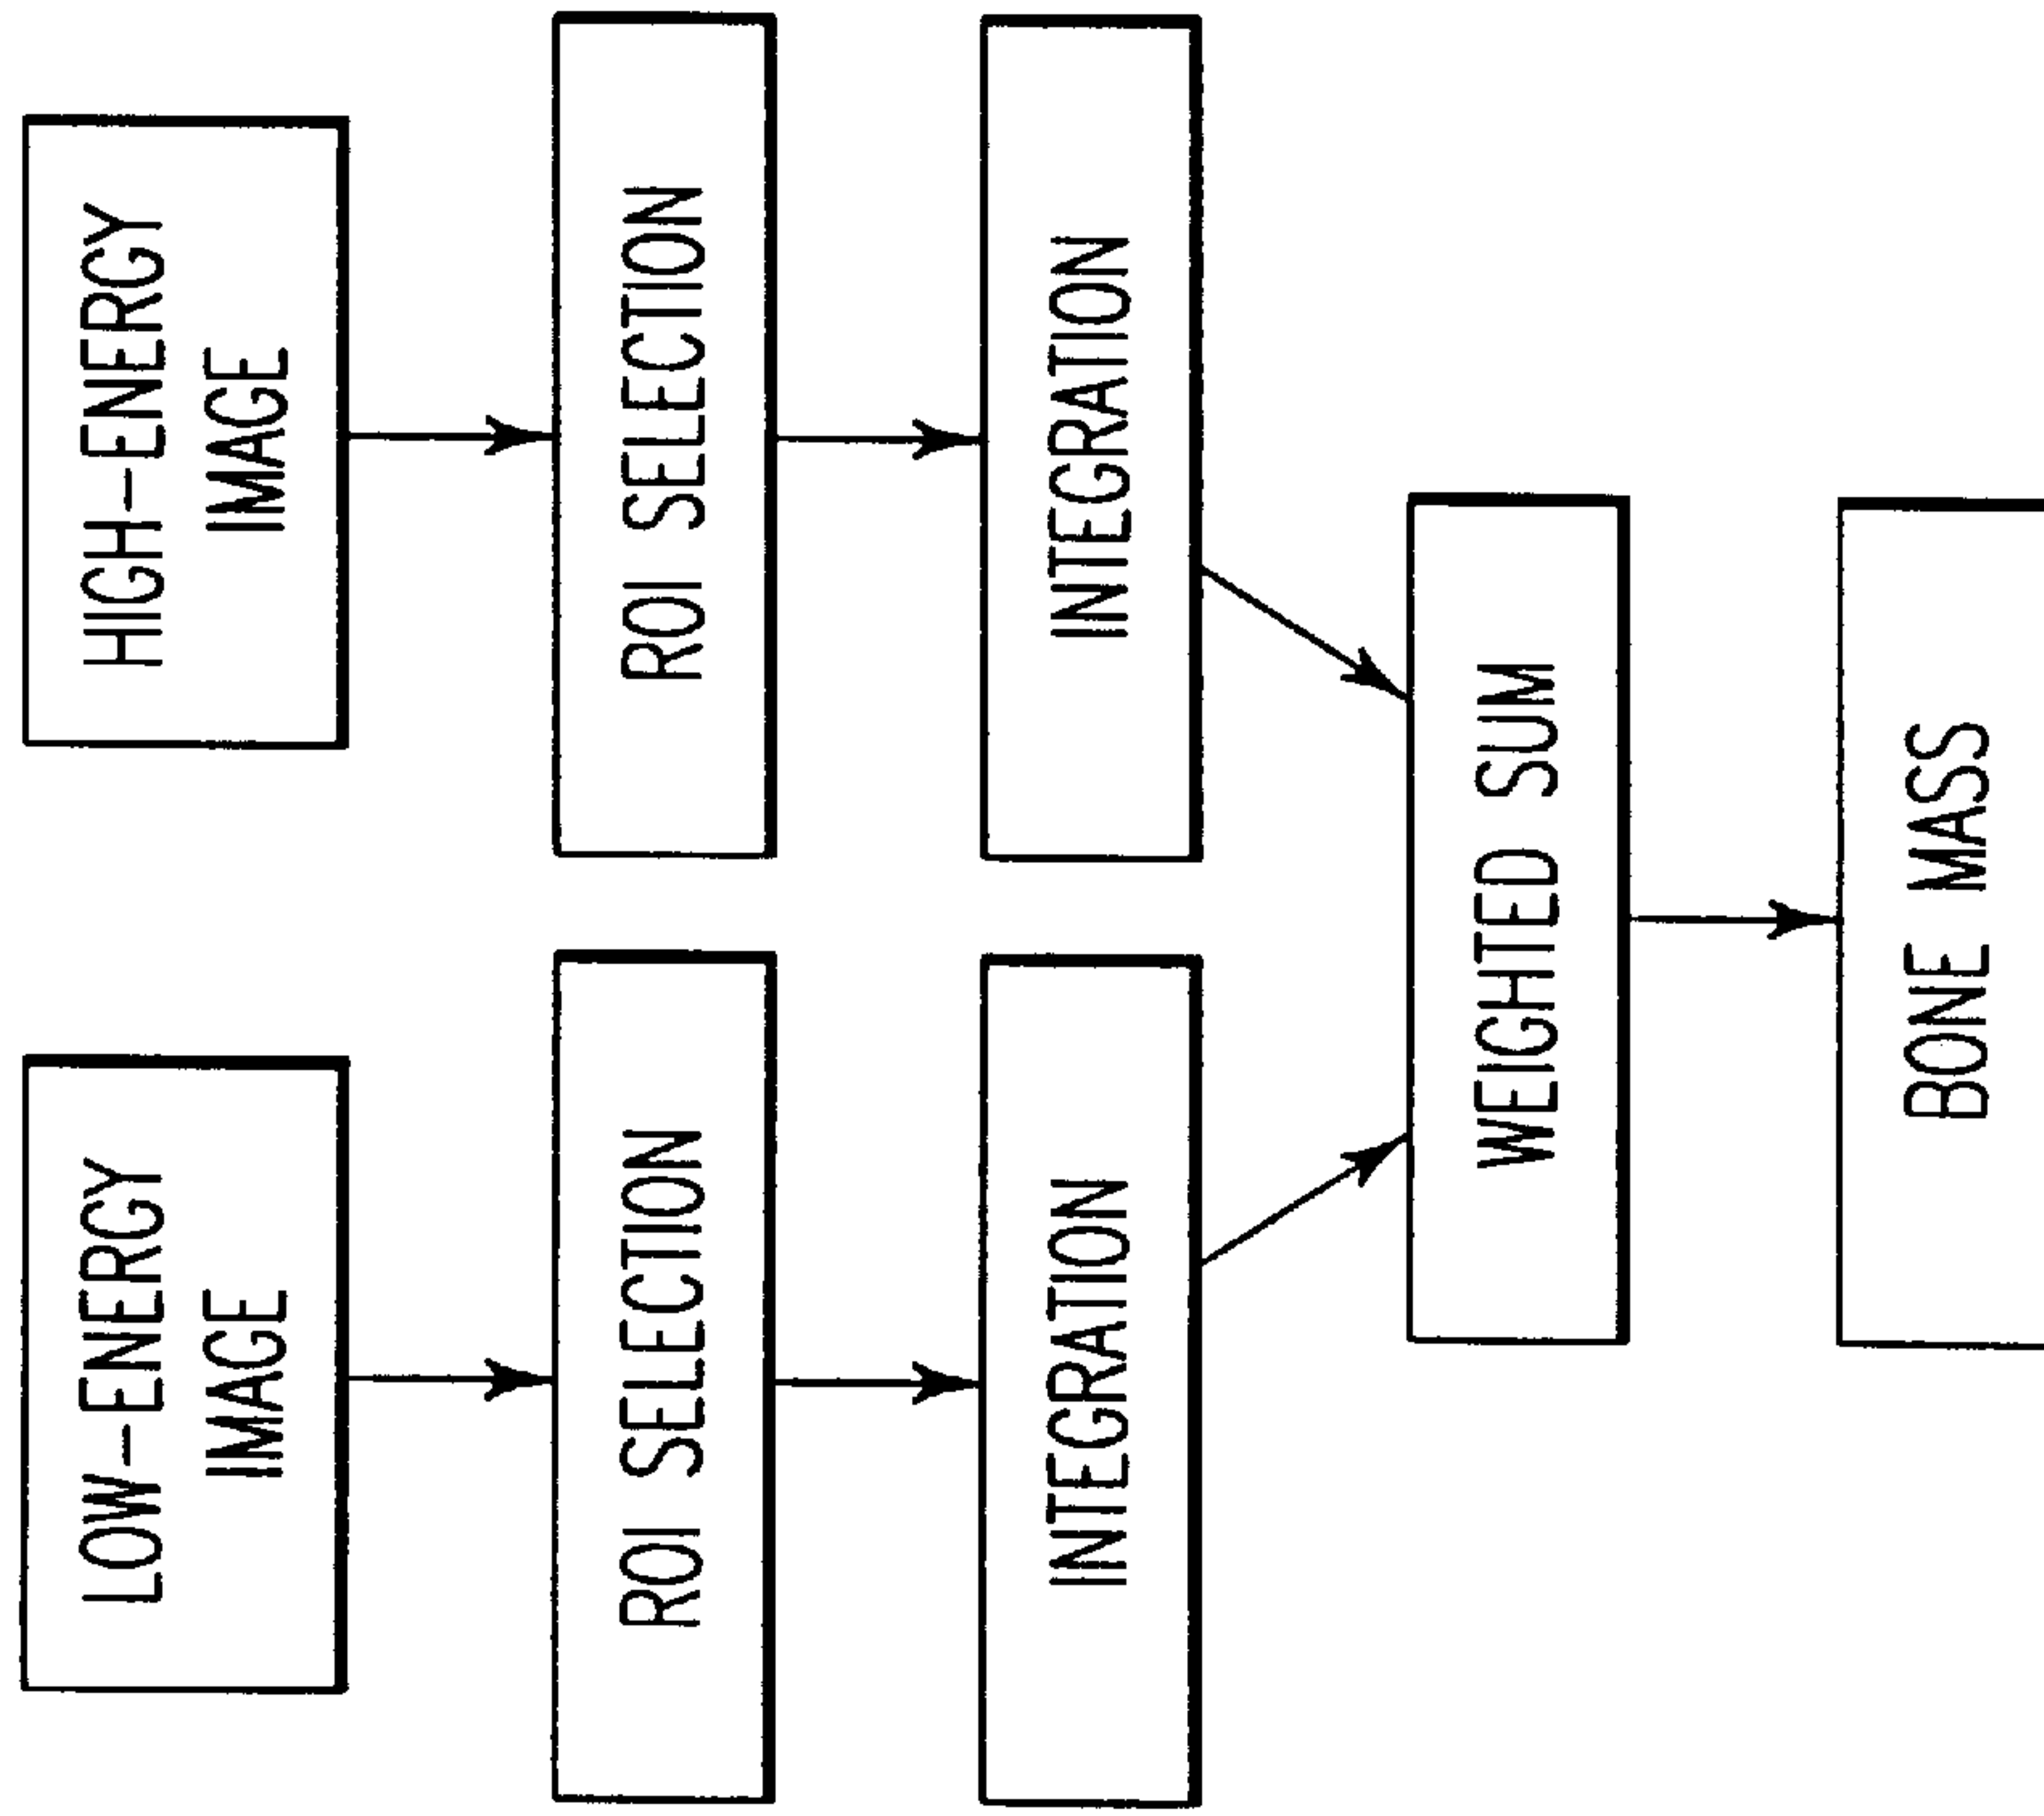 LOW-ENERGY
IMAGE
HIGH-ENERGY
IMAGE
ROI SELECTION
ROI SELECTION
INTEGRATION
INTEGRATION
WEIGHTED SUM
BONE MASS